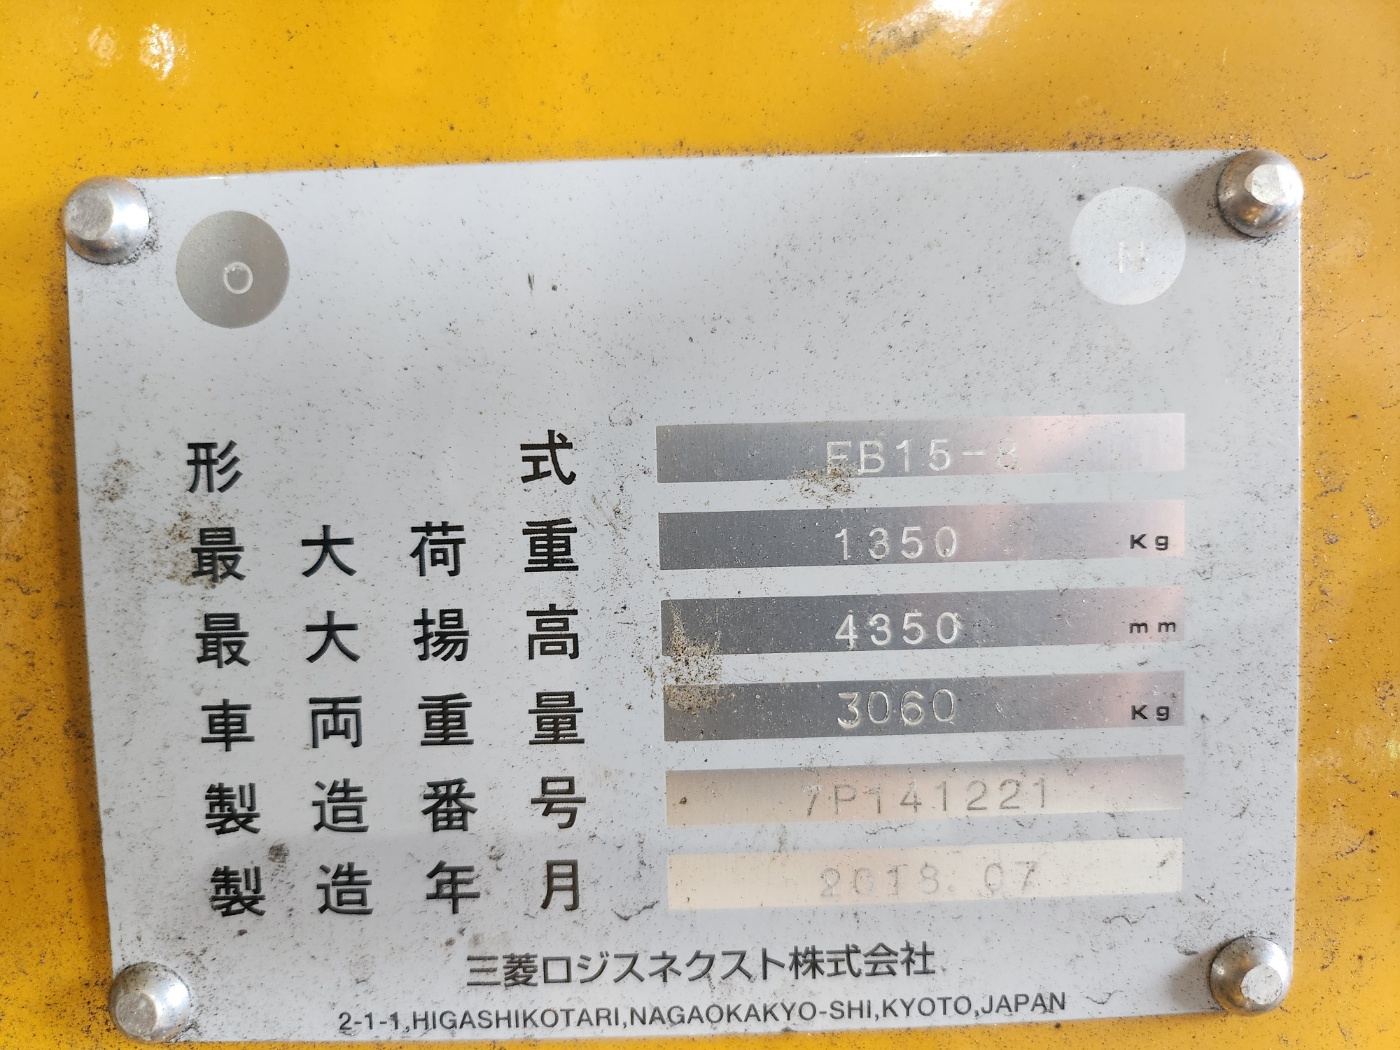 O H
形式 FB15-8
最大荷重 1350 Kg
最大揚高 4350 mm
車両重量 3060 Kg
製造番号 7P141221
製造年月 2018.07
三菱ロジスネクスト株式会社
2-1-1,HIGASHIKOTARI,NAGAOKAKYO-SHI,KYOTO,JAPAN